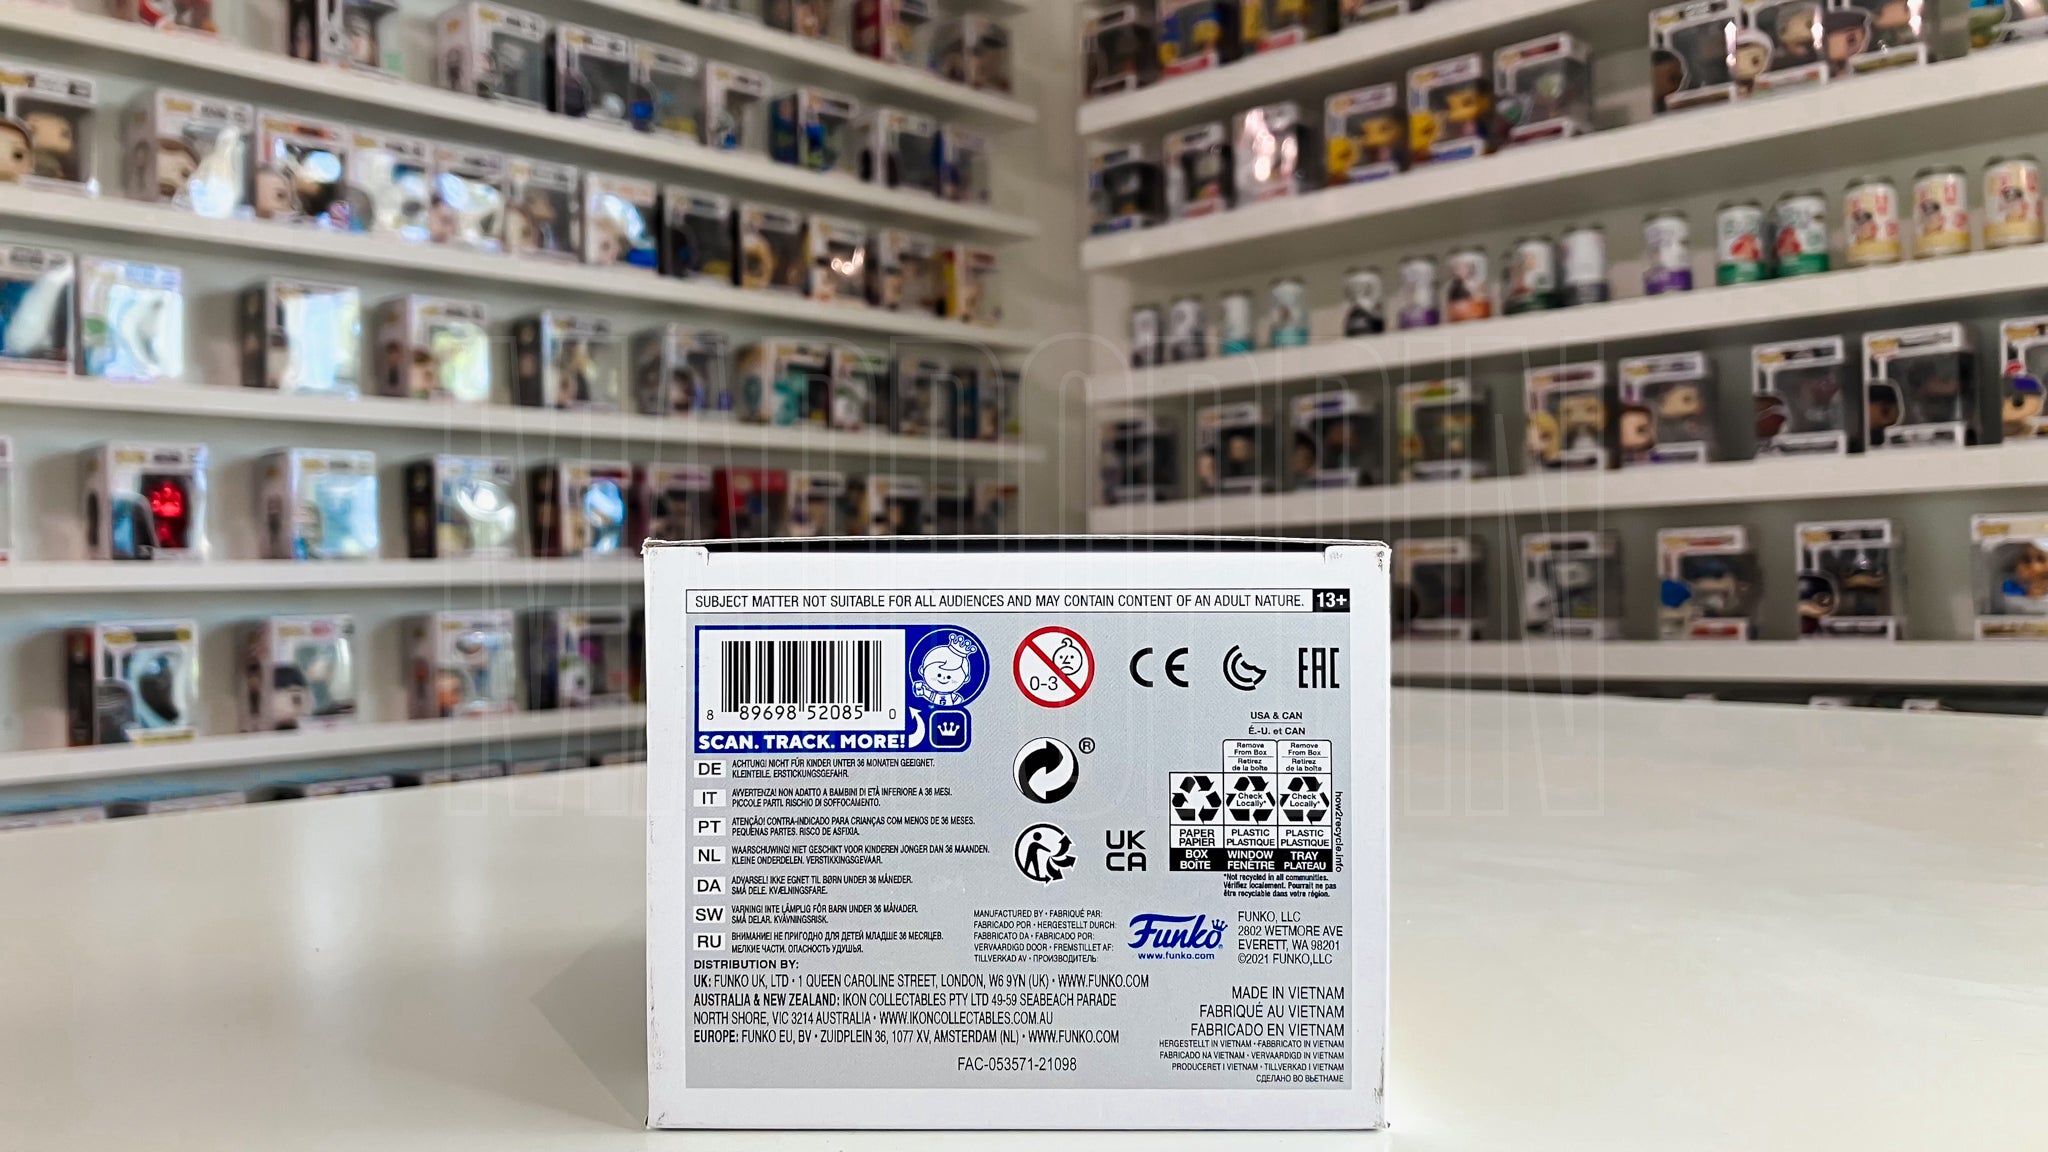 SUBJECT MATTER NOT SUITABLE FOR ALL AUDIENCES AND MAY CONTAIN CONTENT OF AN ADULT NATURE. 13+
8 89698 52085 0
SCAN. TRACK. MORE!
0-3
CE
EAC
USA & CAN
É.-U. et CAN
Remove From Box
Retirez de la boîte
Remove From Box
Retirez de la boîte
Check Locally*
Check Locally*
PAPER PAPIER
PLASTIC PLASTIQUE
PLASTIC PLASTIQUE
BOX BOÎTE
WINDOW FENÊTRE
TRAY PLATEAU
how2recycle.info
*Not recycled in all communities.
Vérifiez localement. Pourrait ne pas
être recyclable dans votre région.
®
UK
CA
DE ACHTUNG! NICHT FÜR KINDER UNTER 36 MONATEN GEEIGNET.
KLEINTEILE. ERSTICKUNGSGEFAHR.
IT AVVERTENZA! NON ADATTO A BAMBINI DI ETÀ INFERIORE A 36 MESI.
PICCOLE PARTI. RISCHIO DI SOFFOCAMENTO.
PT ATENÇÃO! CONTRA-INDICADO PARA CRIANÇAS COM MENOS DE 36 MESES.
PEQUENAS PARTES. RISCO DE ASFIXIA.
NL WAARSCHUWING! NIET GESCHIKT VOOR KINDEREN JONGER DAN 36 MAANDEN.
KLEINE ONDERDELEN. VERSTIKKINGSGEVAAR.
DA ADVARSEL! IKKE EGNET TIL BØRN UNDER 36 MÅNEDER.
SMÅ DELE. KVÆLNINGSFARE.
SW VARNING! INTE LÄMPLIG FÖR BARN UNDER 36 MÅNADER.
SMÅ DELAR. KVÄVNINGSRISK.
RU ВНИМАНИЕ! НЕ ПРИГОДНО ДЛЯ ДЕТЕЙ МЛАДШЕ 36 МЕСЯЦЕВ.
МЕЛКИЕ ЧАСТИ. ОПАСНОСТЬ УДУШЬЯ.
MANUFACTURED BY • FABRIQUÉ PAR:
FABRICADO POR • HERGESTELLT DURCH:
FABBRICATO DA • FABRICADO POR:
VERVAARDIGD DOOR • FREMSTILLET AF:
TILLVERKAD AV • ПРОИЗВОДИТЕЛЬ:
Funko
www.funko.com
FUNKO, LLC
2802 WETMORE AVE
EVERETT, WA 98201
©2021 FUNKO,LLC
DISTRIBUTION BY:
UK: FUNKO UK, LTD • 1 QUEEN CAROLINE STREET, LONDON, W6 9YN (UK) • WWW.FUNKO.COM
AUSTRALIA & NEW ZEALAND: IKON COLLECTABLES PTY LTD 49-59 SEABEACH PARADE
NORTH SHORE, VIC 3214 AUSTRALIA • WWW.IKONCOLLECTABLES.COM.AU
EUROPE: FUNKO EU, BV • ZUIDPLEIN 36, 1077 XV, AMSTERDAM (NL) • WWW.FUNKO.COM
FAC-053571-21098
MADE IN VIETNAM
FABRIQUÉ AU VIETNAM
FABRICADO EN VIETNAM
HERGESTELLT IN VIETNAM • FABBRICATO IN VIETNAM
FABRICADO NA VIETNAM • VERVAARDIGD IN VIETNAM
PRODUCERET I VIETNAM • TILLVERKAD I VIETNAM
СДЕЛАНО ВО ВЬЕТНАМЕ